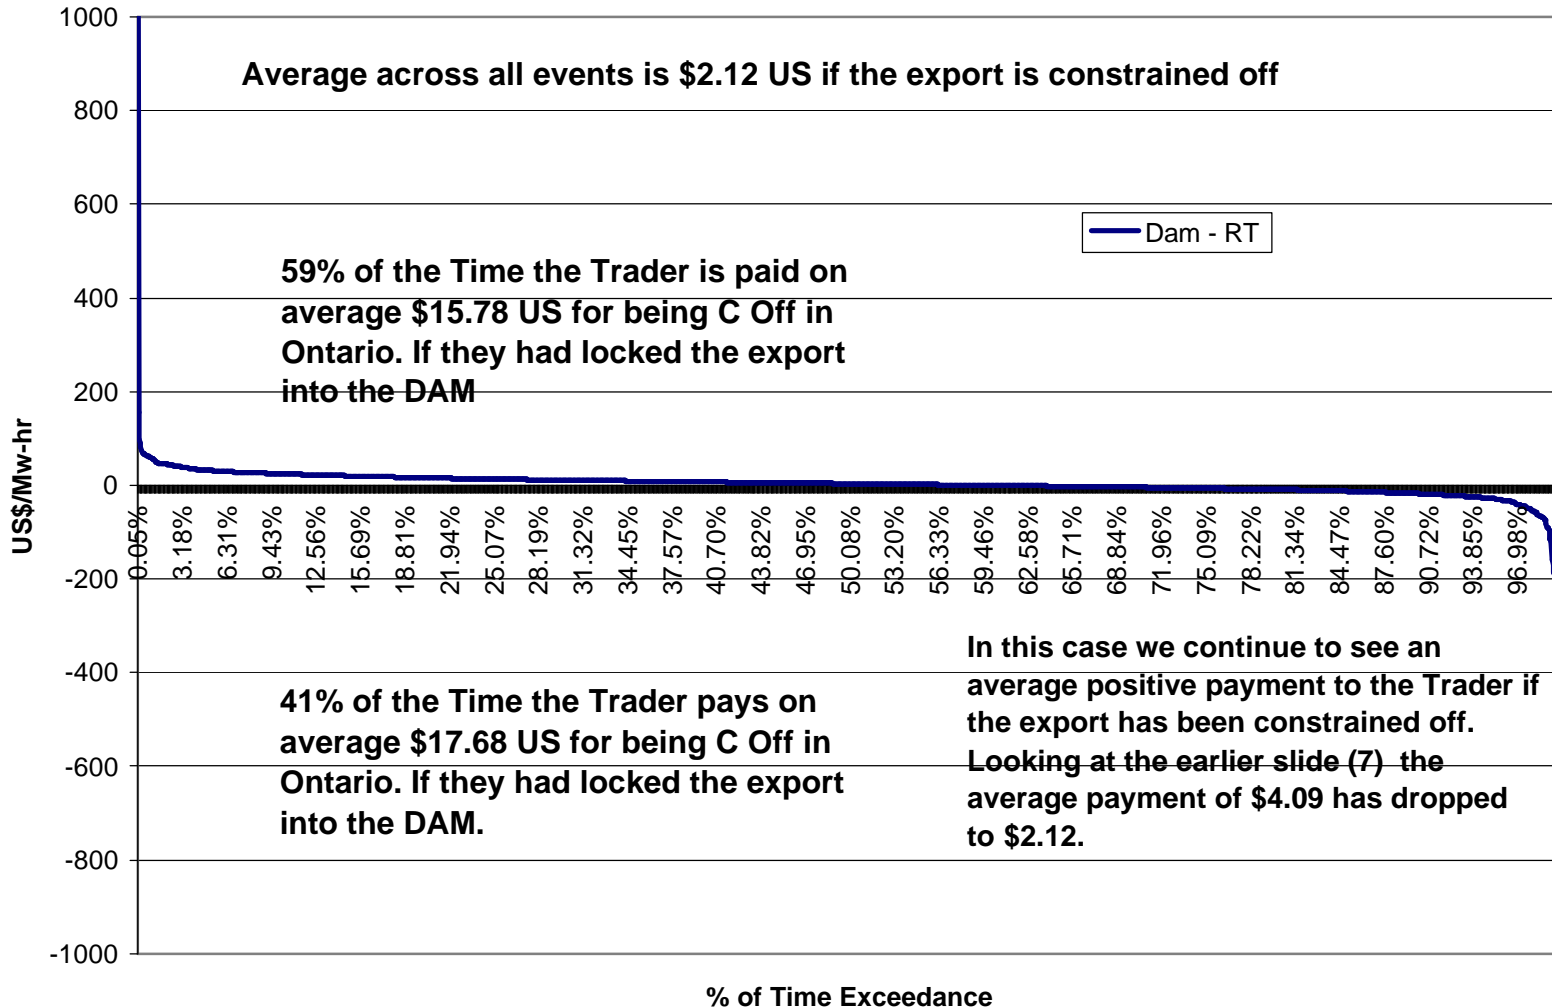 1000
Average across all events is $2.12 US if the export is constrained off
800
600
Dam - RT
59% of the Time the Trader is paid on
average $15.78 US for being C Off in
Ontario. If they had locked the export
into the DAM
400
200
US$/Mw-hr
0
0.05%
3.18%
6.31%
9.43%
12.56%
15.69%
18.81%
21.94%
25.07%
28.19%
31.32%
34.45%
37.57%
40.70%
43.82%
46.95%
50.08%
53.20%
56.33%
59.46%
62.58%
65.71%
68.84%
71.96%
75.09%
78.22%
81.34%
84.47%
87.60%
90.72%
93.85%
96.98%
-200
-400
41% of the Time the Trader pays on
average $17.68 US for being C Off in
Ontario. If they had locked the export
into the DAM.
In this case we continue to see an
average positive payment to the Trader if
the export has been constrained off.
Looking at the earlier slide (7)  the
average payment of $4.09 has dropped
to $2.12.
-600
-800
-1000
% of Time Exceedance